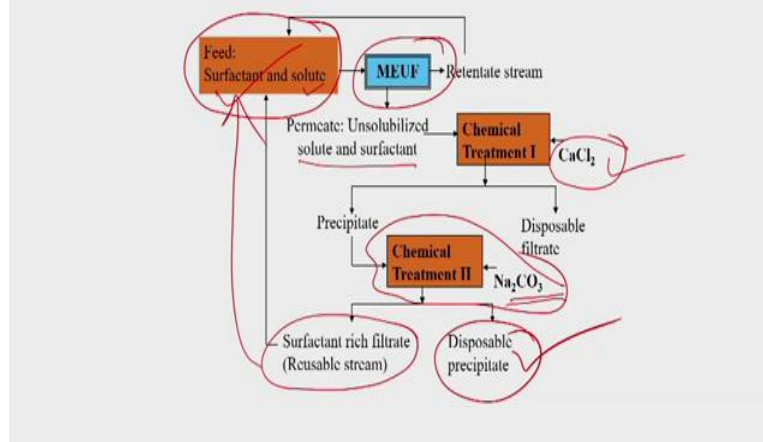 Feed:
Surfactant and solute
MEUF
Retentate stream
Permeate: Unsolubilized
solute and surfactant
Chemical
Treatment I
CaCl₂
Precipitate
Disposable
filtrate
Chemical
Treatment II
Na₂CO₃
Surfactant rich filtrate
(Reusable stream)
Disposable
precipitate